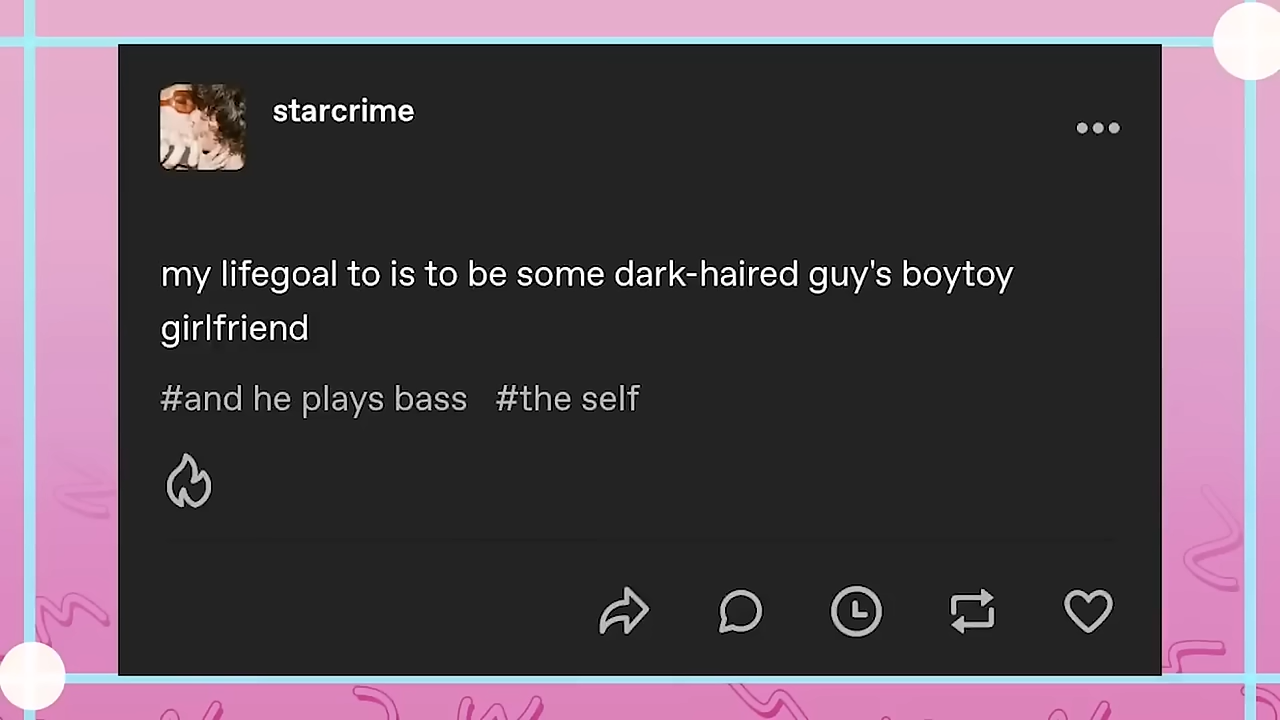 starcrime
my lifegoal to is to be some dark-haired guy's boytoy
girlfriend
#and he plays bass #the self